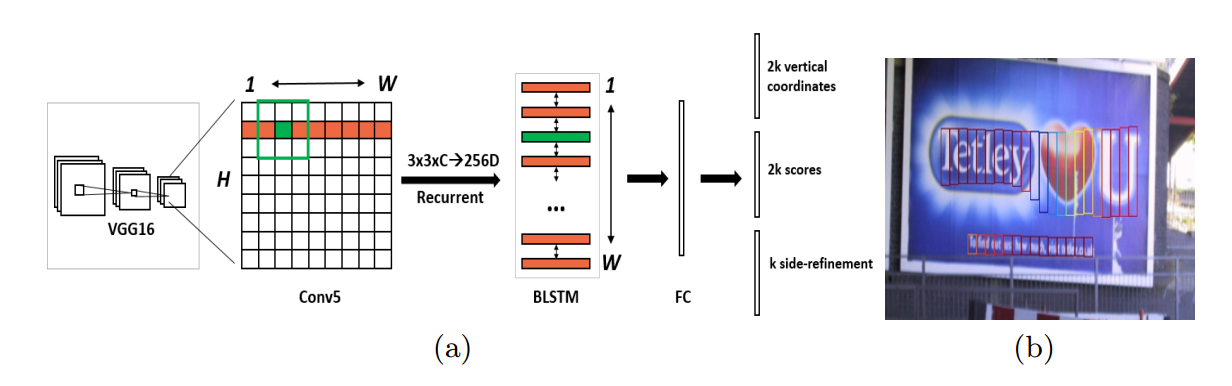 1
W
H
VGG16
Conv5
3x3xC→256D
Recurrent
1
...
W
BLSTM
FC
2k vertical
coordinates
2k scores
k side-refinement
Tetley
U
(a)
(b)